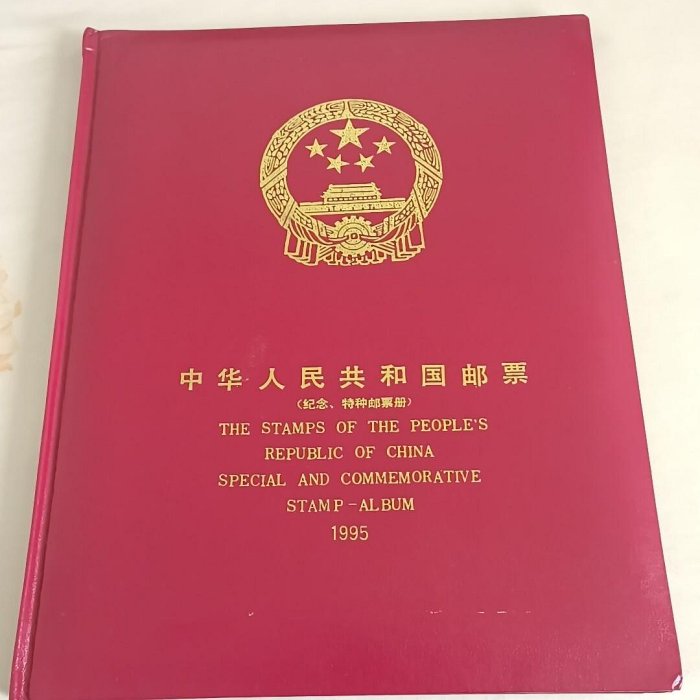 中华人民共和国邮票
（纪念、特种邮票册）
THE STAMPS OF THE PEOPLE'S
REPUBLIC OF CHINA
SPECIAL AND COMMEMORATIVE
STAMP-ALBUM
1995